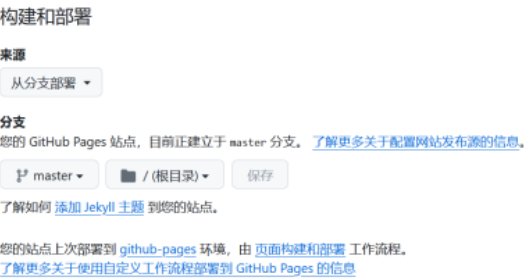 构建和部署
来源
从分支部署
分支
您的 GitHub Pages 站点，目前正建立于 master 分支。 了解更多关于配置网站发布源的信息。
master
/ (根目录)
保存
了解如何 添加 Jekyll 主题 到您的站点。
您的站点上次部署到 github-pages 环境，由 页面构建和部署 工作流程。
了解更多关于使用自定义工作流程部署到 GitHub Pages 的信息